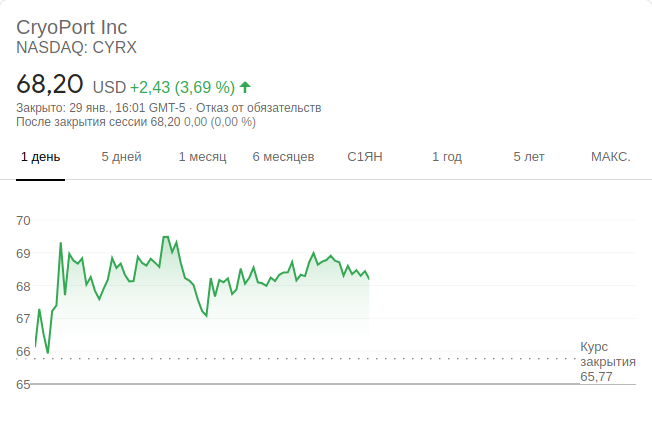 CryoPort Inc
NASDAQ: CYRX
68,20 USD +2,43 (3,69 %)
Закрыто: 29 янв., 16:01 GMT-5 · Отказ от обязательств
После закрытия сессии 68,20 0,00 (0,00 %)
1 день 5 дней 1 месяц 6 месяцев С1ЯН 1 год 5 лет МАКС.
70
69
68
67
66
65
Курс
закрытия
65,77